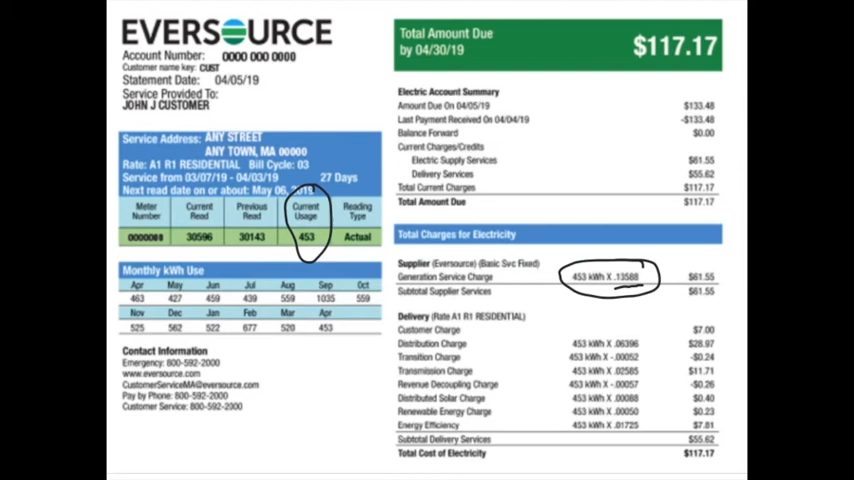 EVERSOURCE
Account Number: 0000 000 0000
Customer name key: CUST
Statement Date: 04/05/19
Service Provided To:
JOHN J CUSTOMER
Service Address: ANY STREET
ANY TOWN, MA 00000
Rate: A1 R1 RESIDENTIAL Bill Cycle: 03
Service from 03/07/19 - 04/03/19 27 Days
Next read date on or about: May 06, 2019
Meter Number Current Read Previous Read Current Usage Reading Type
0000088 30596 30143 453 Actual
Monthly kWh Use
Apr May Jun Jul Aug Sep Oct
463 427 459 439 559 1035 559
Nov Dec Jan Feb Mar Apr
525 562 522 677 520 453
Contact Information
Emergency: 800-592-2000
www.eversource.com
CustomerServiceMA@eversource.com
Pay by Phone: 800-592-2000
Customer Service: 800-592-2000
Total Amount Due
by 04/30/19
$117.17
Electric Account Summary
Amount Due On 04/05/19 $133.48
Last Payment Received On 04/04/19 -$133.48
Balance Forward $0.00
Current Charges/Credits
Electric Supply Services $61.55
Delivery Services $55.62
Total Current Charges $117.17
Total Amount Due $117.17
Total Charges for Electricity
Supplier (Eversource) (Basic Svc Fixed)
Generation Service Charge 453 kWh X .13588 $61.55
Subtotal Supplier Services $61.55
Delivery (Rate A1 R1 RESIDENTIAL)
Customer Charge $7.00
Distribution Charge 453 kWh X .06396 $28.97
Transition Charge 453 kWh X -.00052 -$0.24
Transmission Charge 453 kWh X .02585 $11.71
Revenue Decoupling Charge 453 kWh X -.00057 -$0.26
Distributed Solar Charge 453 kWh X .00088 $0.40
Renewable Energy Charge 453 kWh X .00050 $0.23
Energy Efficiency 453 kWh X .01725 $7.81
Subtotal Delivery Services $55.62
Total Cost of Electricity $117.17